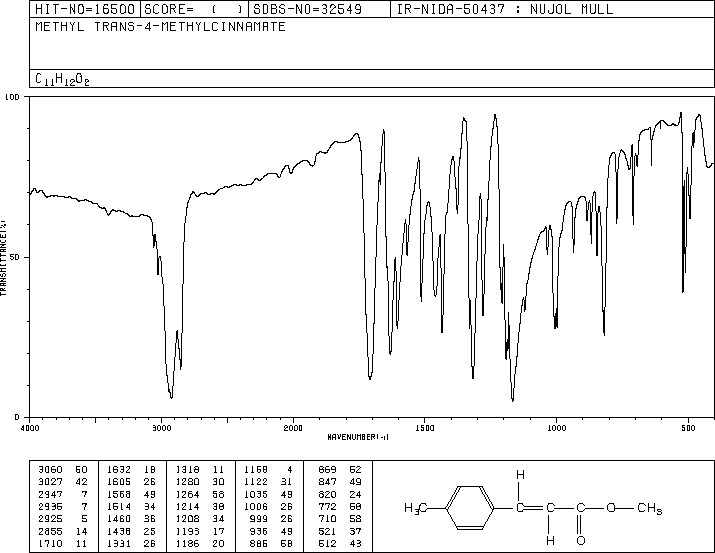 HIT-NO=16500 SCORE= ( ) SDBS-NO=32549 IR-NIDA-50437 : NUJOL MULL
METHYL TRANS-4-METHYLCINNAMATE
C11H12O2
100
50
0
TRANSMITTANCE(%)
4000 3000 2000 1500 1000 500
WAVENUMBER(-1)
3060 50 1632 18 1318 11 1168 4 869 52
3027 42 1605 26 1280 30 1122 31 847 49
2947 7 1568 49 1264 58 1035 49 820 24
2936 7 1514 34 1214 38 1006 26 772 58
2925 5 1460 36 1208 34 999 26 710 58
2855 14 1438 25 1193 17 936 49 521 37
1710 11 1331 26 1186 20 886 58 512 43
H
H3C C C C O CH3
H O